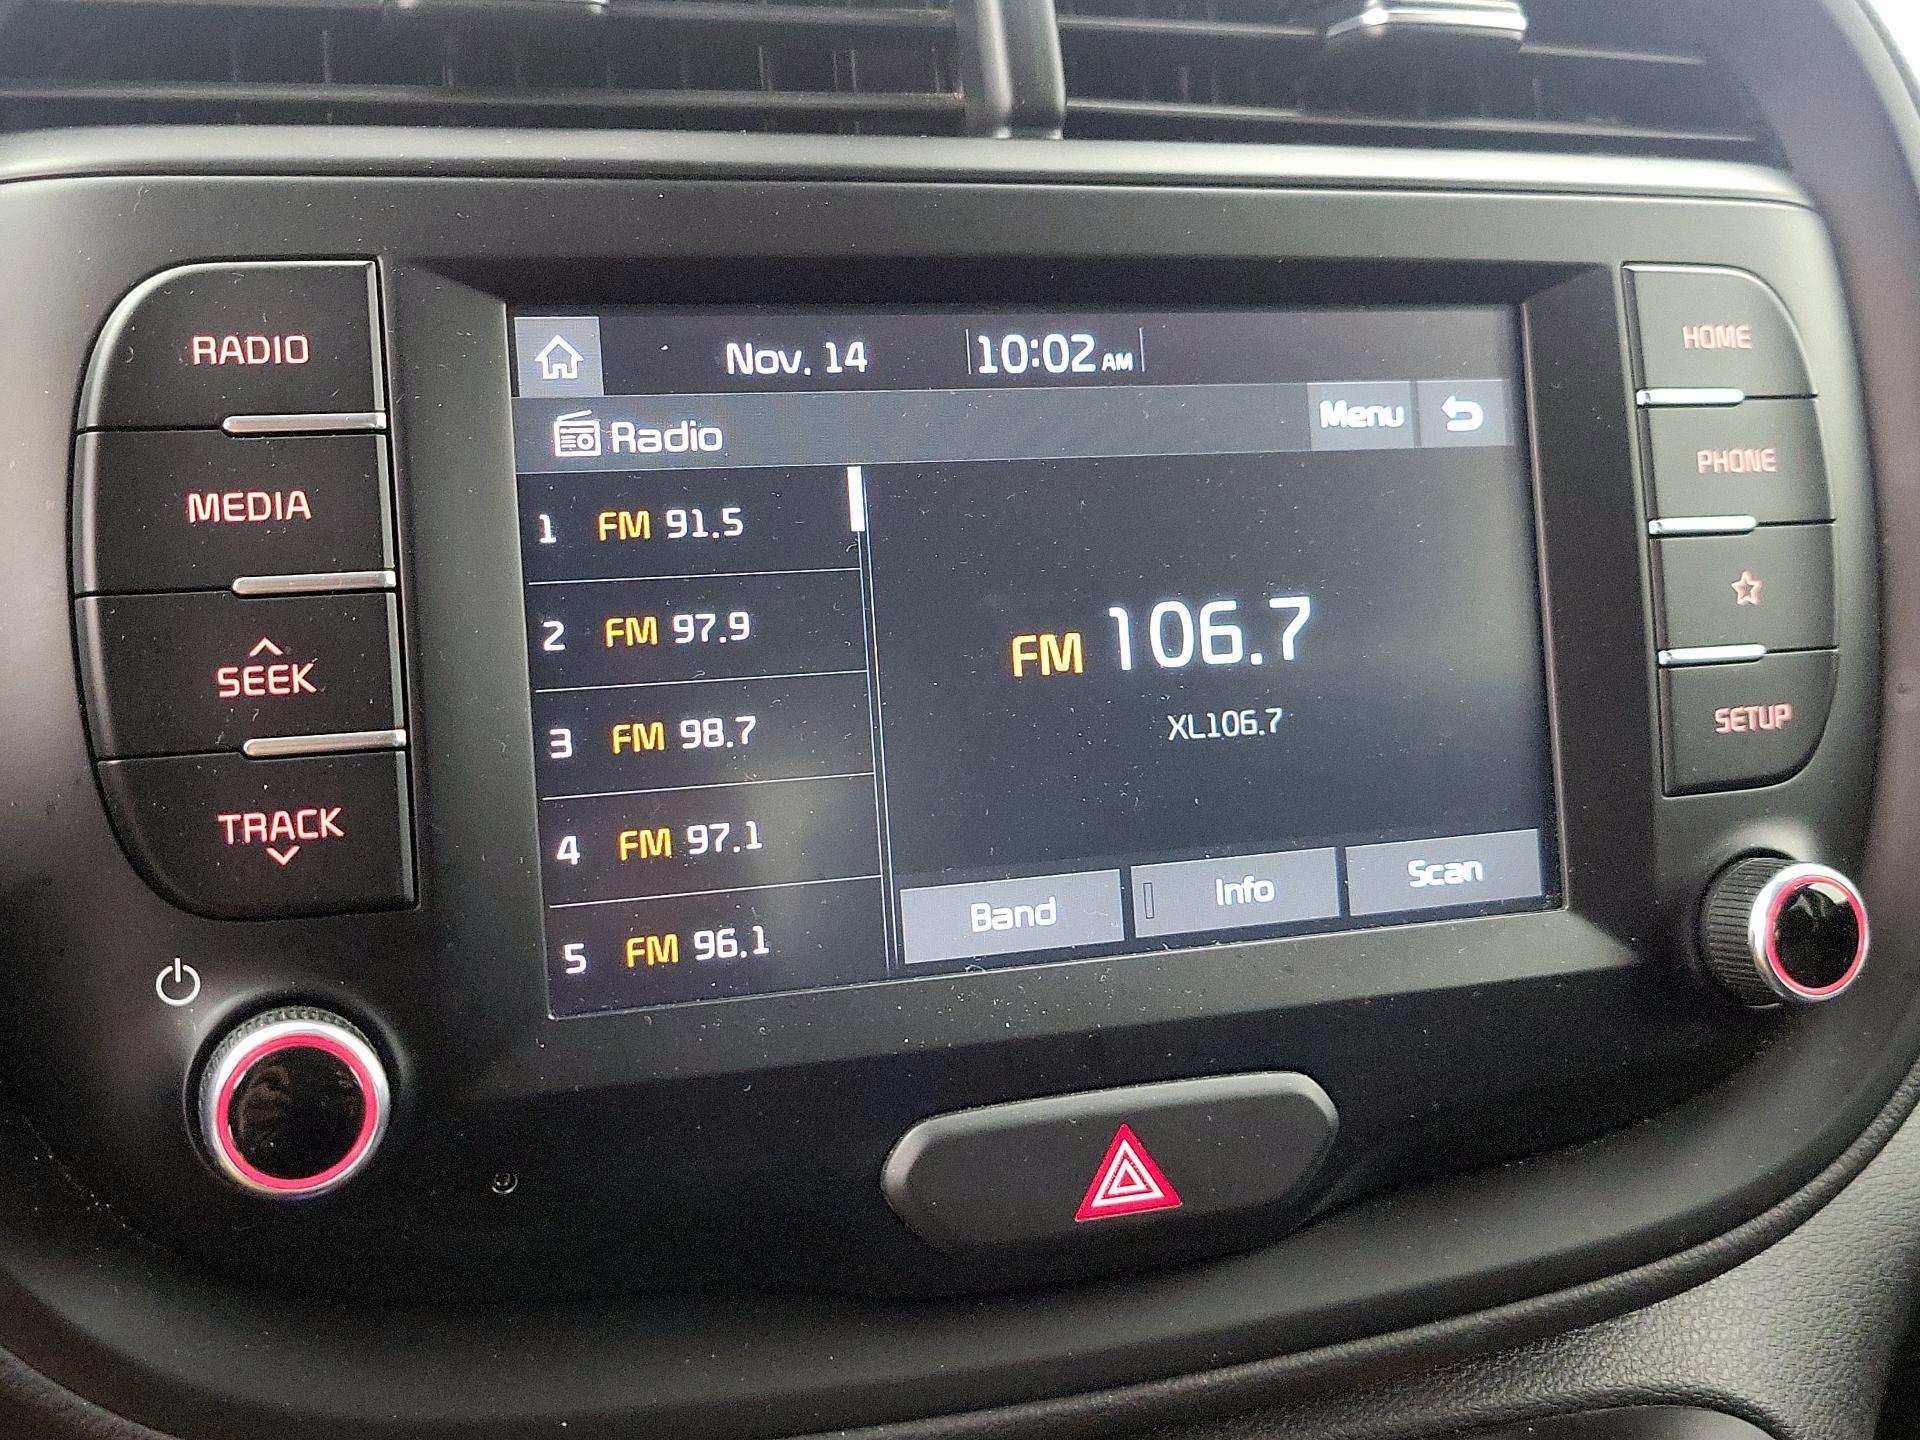 RADIO
MEDIA
SEEK
TRACK
Nov. 14 10:02 AM
Radio
Menu
1 FM 91.5
2 FM 97.9
3 FM 98.7
4 FM 97.1
5 FM 96.1
FM 106.7
XL106.7
Band Info Scan
HOME
PHONE
SETUP